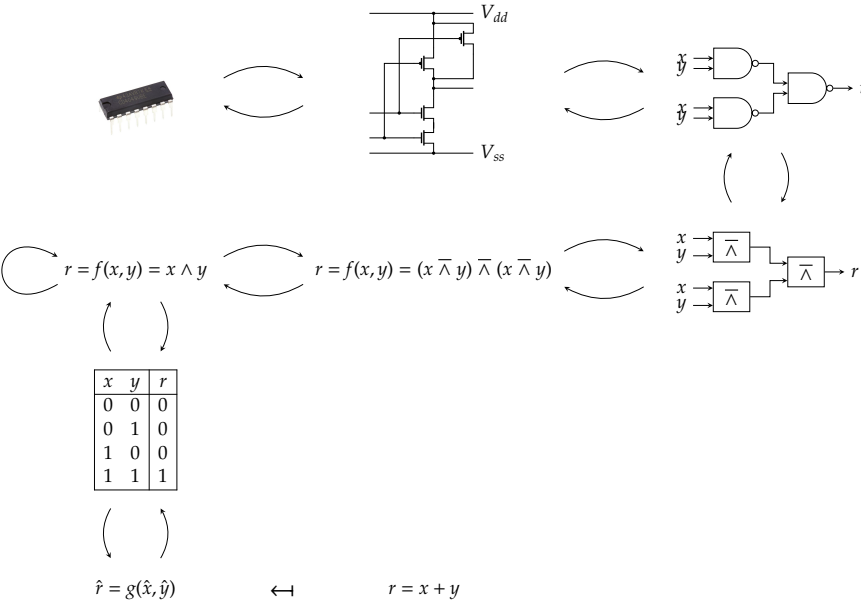 V_dd
x
y
x
y
V_ss
r = f(x, y) = x ∧ y
r = f(x, y) = (x ⊼ y) ⊼ (x ⊼ y)
x
y
⊼
⊼
r
x
y
⊼
x y r
0 0 0
0 1 0
1 0 0
1 1 1
r̂ = g(x̂, ŷ)
↤
r = x + y